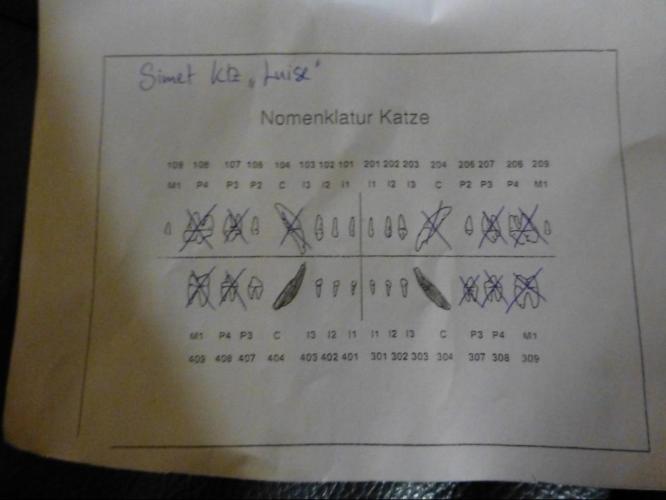 Simet Ktz „Luise“
Nomenklatur Katze
109 108 107 106 104 103 102 101 201 202 203 204 206 207 208 209
M1 P4 P3 P2 C I3 I2 I1 I1 I2 I3 C P2 P3 P4 M1
M1 P4 P3 C I3 I2 I1 I1 I2 I3 C P3 P4 M1
409 408 407 404 403 402 401 301 302 303 304 307 308 309